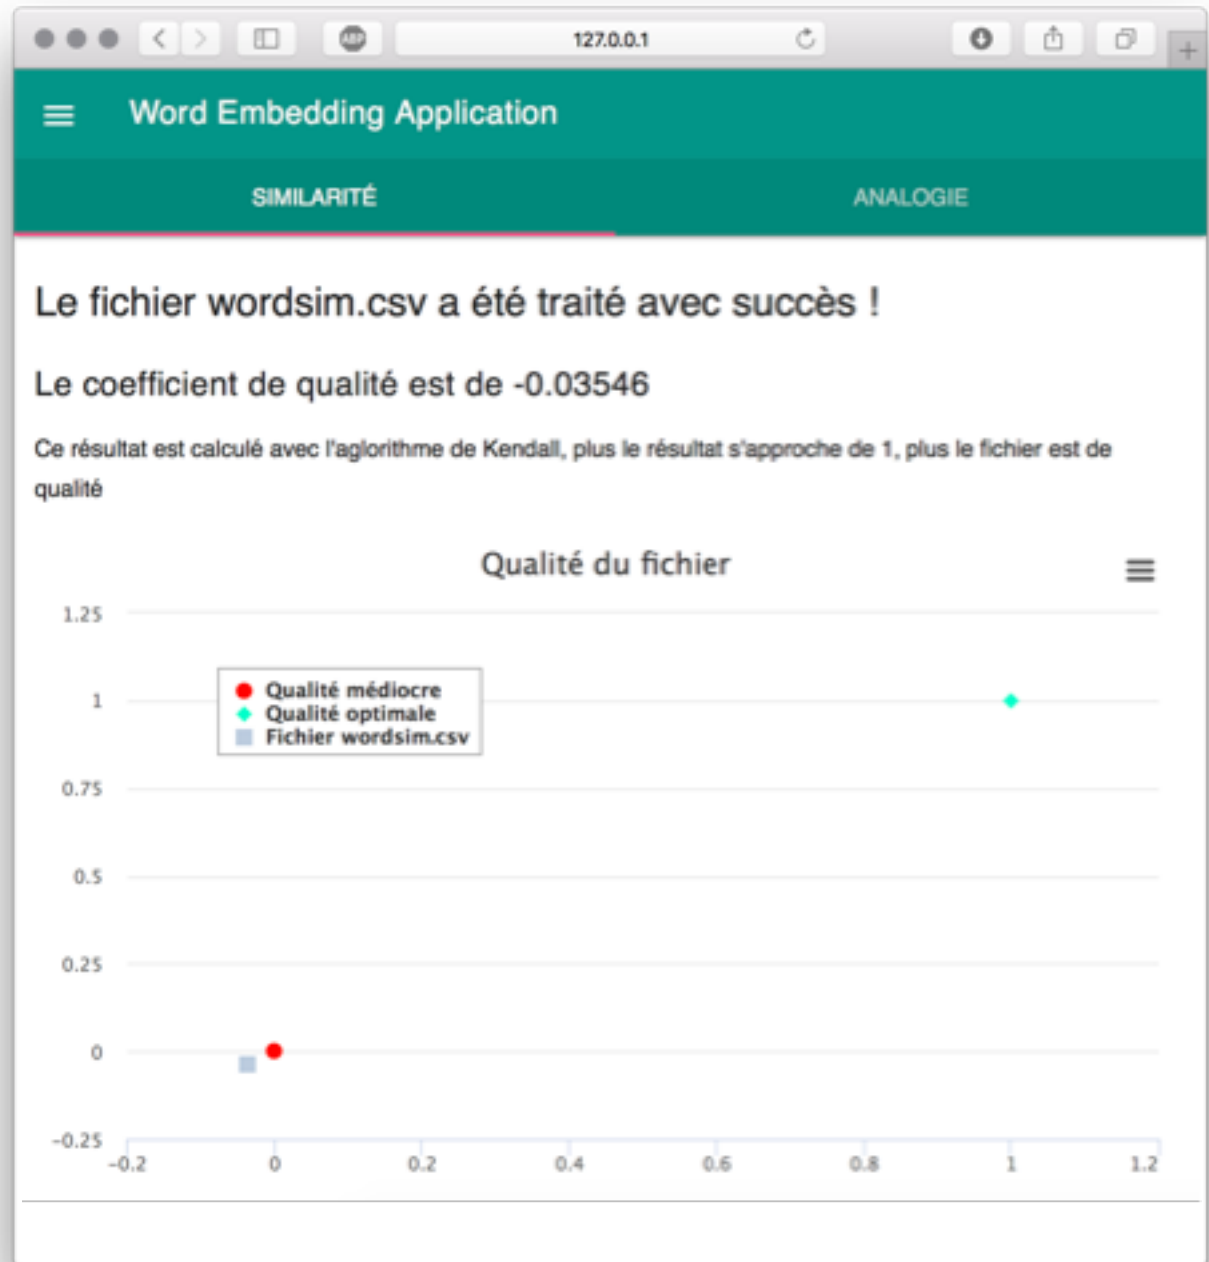 127.0.0.1
ABP
Word Embedding Application
SIMILARITÉ
ANALOGIE
Le fichier wordsim.csv a été traité avec succès !
Le coefficient de qualité est de -0.03546
Ce résultat est calculé avec l'aglorithme de Kendall, plus le résultat s'approche de 1, plus le fichier est de
qualité
Qualité du fichier
1.25
1
0.75
0.5
0.25
0
-0.25
Qualité médiocre
Qualité optimale
Fichier wordsim.csv
-0.2 0 0.2 0.4 0.6 0.8 1 1.2